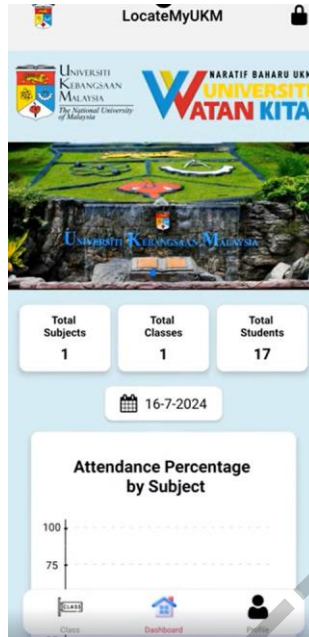 LocateMyUKM
UNIVERSITI
KEBANGSAAN
MALAYSIA
The National University
of Malaysia
NARATIF BAHARU UKM
UNIVERSITI
WATAN KITA
UNIVERSITI KEBANGSAAN MALAYSIA
Total
Subjects
1
Total
Classes
1
Total
Students
17
16-7-2024
Attendance Percentage
by Subject
100
75
CLASS
Class
Dashboard
Profile